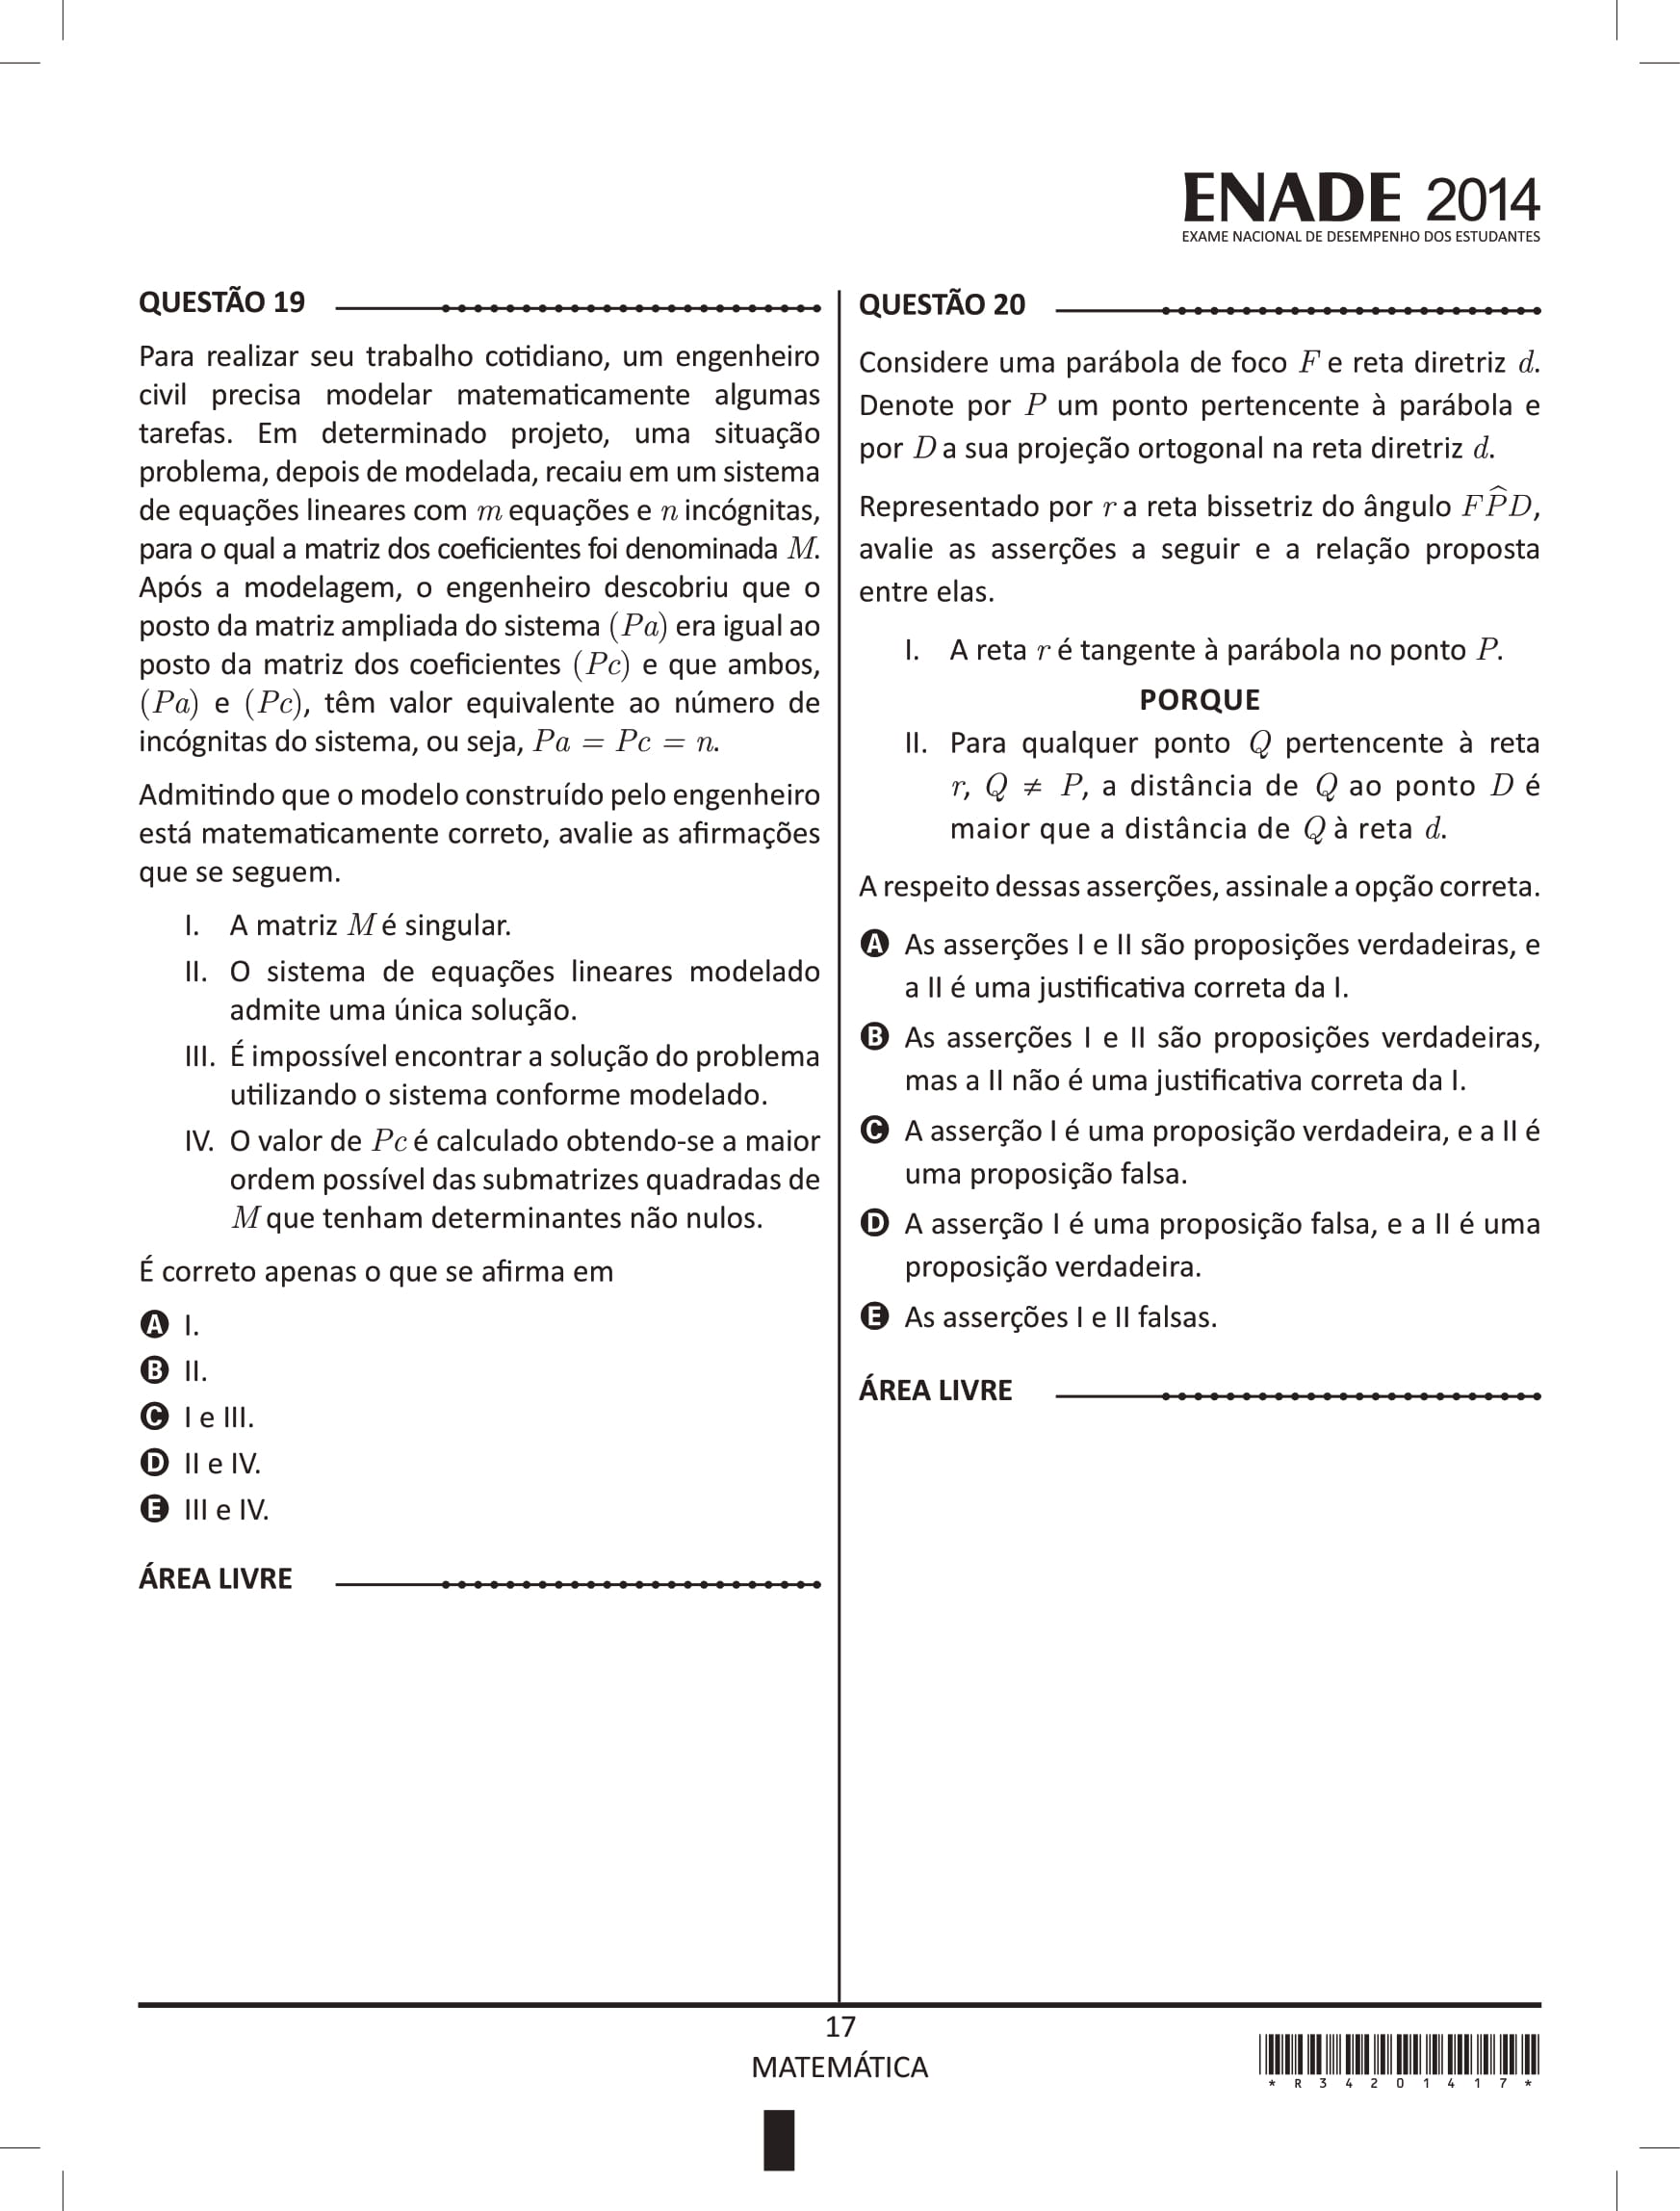 ENADE 2014
EXAME NACIONAL DE DESEMPENHO DOS ESTUDANTES
QUESTÃO 19
Para realizar seu trabalho cotidiano, um engenheiro
civil precisa modelar matematicamente algumas
tarefas. Em determinado projeto, uma situação
problema, depois de modelada, recaiu em um sistema
de equações lineares com m equações e n incógnitas,
para o qual a matriz dos coeficientes foi denominada M.
Após a modelagem, o engenheiro descobriu que o
posto da matriz ampliada do sistema (Pa) era igual ao
posto da matriz dos coeficientes (Pc) e que ambos,
(Pa) e (Pc), têm valor equivalente ao número de
incógnitas do sistema, ou seja, Pa = Pc = n.
Admitindo que o modelo construído pelo engenheiro
está matematicamente correto, avalie as afirmações
que se seguem.
I. A matriz M é singular.
II. O sistema de equações lineares modelado
admite uma única solução.
III. É impossível encontrar a solução do problema
utilizando o sistema conforme modelado.
IV. O valor de Pc é calculado obtendo-se a maior
ordem possível das submatrizes quadradas de
M que tenham determinantes não nulos.
É correto apenas o que se afirma em
A I.
B II.
C I e III.
D II e IV.
E III e IV.
ÁREA LIVRE
QUESTÃO 20
Considere uma parábola de foco F e reta diretriz d.
Denote por P um ponto pertencente à parábola e
por D a sua projeção ortogonal na reta diretriz d.
Representado por r a reta bissetriz do ângulo FP̂D,
avalie as asserções a seguir e a relação proposta
entre elas.
I. A reta r é tangente à parábola no ponto P.
PORQUE
II. Para qualquer ponto Q pertencente à reta
r, Q ≠ P, a distância de Q ao ponto D é
maior que a distância de Q à reta d.
A respeito dessas asserções, assinale a opção correta.
A As asserções I e II são proposições verdadeiras, e
a II é uma justificativa correta da I.
B As asserções I e II são proposições verdadeiras,
mas a II não é uma justificativa correta da I.
C A asserção I é uma proposição verdadeira, e a II é
uma proposição falsa.
D A asserção I é uma proposição falsa, e a II é uma
proposição verdadeira.
E As asserções I e II falsas.
ÁREA LIVRE
17
MATEMÁTICA
* R 3 4 2 0 1 4 1 7 *